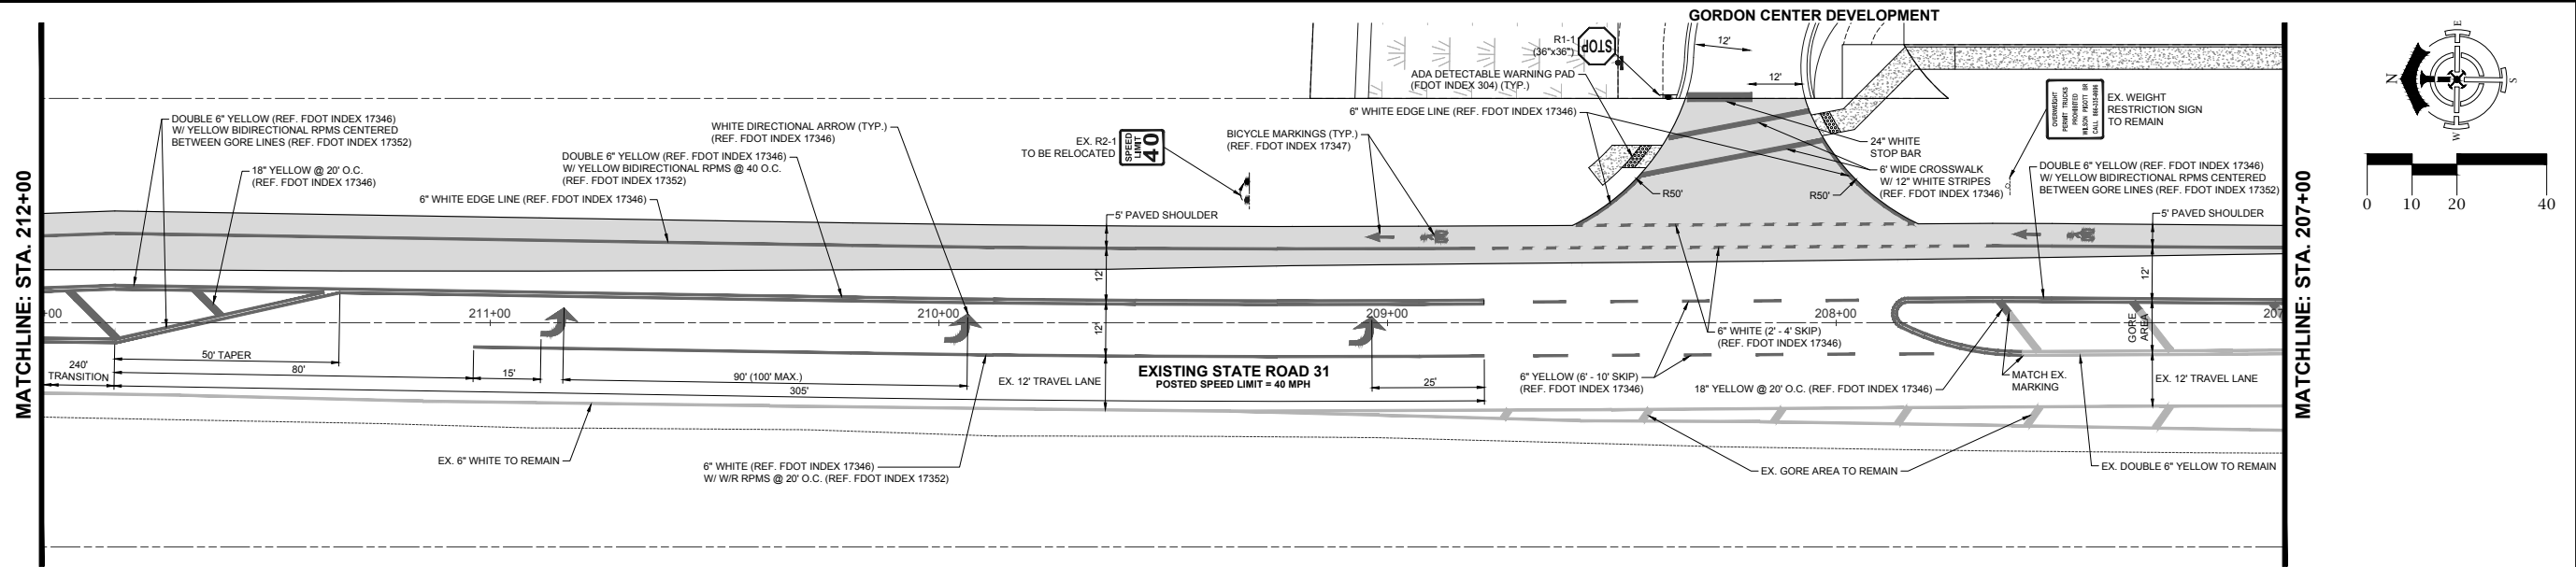 GORDON CENTER DEVELOPMENT
MATCHLINE: STA. 212+00
DOUBLE 6" YELLOW (REF. FDOT INDEX 17346)
W/ YELLOW BIDIRECTIONAL RPMS CENTERED
BETWEEN GORE LINES (REF. FDOT INDEX 17352)
18" YELLOW @ 20' O.C.
(REF. FDOT INDEX 17346)
WHITE DIRECTIONAL ARROW (TYP.)
(REF. FDOT INDEX 17346)
DOUBLE 6" YELLOW (REF. FDOT INDEX 17346)
W/ YELLOW BIDIRECTIONAL RPMS @ 40 O.C.
(REF. FDOT INDEX 17352)
6" WHITE EDGE LINE (REF. FDOT INDEX 17346)
EX. R2-1
TO BE RELOCATED
SPEED
LIMIT
40
BICYCLE MARKINGS (TYP.)
(REF. FDOT INDEX 17347)
R1-1
(36"x36")
STOP
ADA DETECTABLE WARNING PAD
(FDOT INDEX 304) (TYP.)
6" WHITE EDGE LINE (REF. FDOT INDEX 17346)
12'
12'
R50'
R50'
24" WHITE
STOP BAR
6' WIDE CROSSWALK
W/ 12" WHITE STRIPES
(REF. FDOT INDEX 17346)
OVERWEIGHT
PERMIT TRUCKS
PROHIBITED
WILSON PIGOTT BR
EX. WEIGHT
RESTRICTION SIGN
TO REMAIN
DOUBLE 6" YELLOW (REF. FDOT INDEX 17346)
W/ YELLOW BIDIRECTIONAL RPMS CENTERED
BETWEEN GORE LINES (REF. FDOT INDEX 17352)
5' PAVED SHOULDER
5' PAVED SHOULDER
12'
12'
12'
+00
211+00
210+00
209+00
208+00
207
GORE
AREA
50' TAPER
240'
TRANSITION
80'
15'
90' (100' MAX.)
305'
25'
EX. 12' TRAVEL LANE
EXISTING STATE ROAD 31
POSTED SPEED LIMIT = 40 MPH
6" WHITE (2' - 4' SKIP)
(REF. FDOT INDEX 17346)
6" YELLOW (6' - 10' SKIP)
(REF. FDOT INDEX 17346)
18" YELLOW @ 20' O.C. (REF. FDOT INDEX 17346)
MATCH EX.
MARKING
EX. 12' TRAVEL LANE
EX. 6" WHITE TO REMAIN
6" WHITE (REF. FDOT INDEX 17346)
W/ W/R RPMS @ 20' O.C. (REF. FDOT INDEX 17352)
EX. GORE AREA TO REMAIN
EX. DOUBLE 6" YELLOW TO REMAIN
MATCHLINE: STA. 207+00
E
N
S
W
0 10 20 40